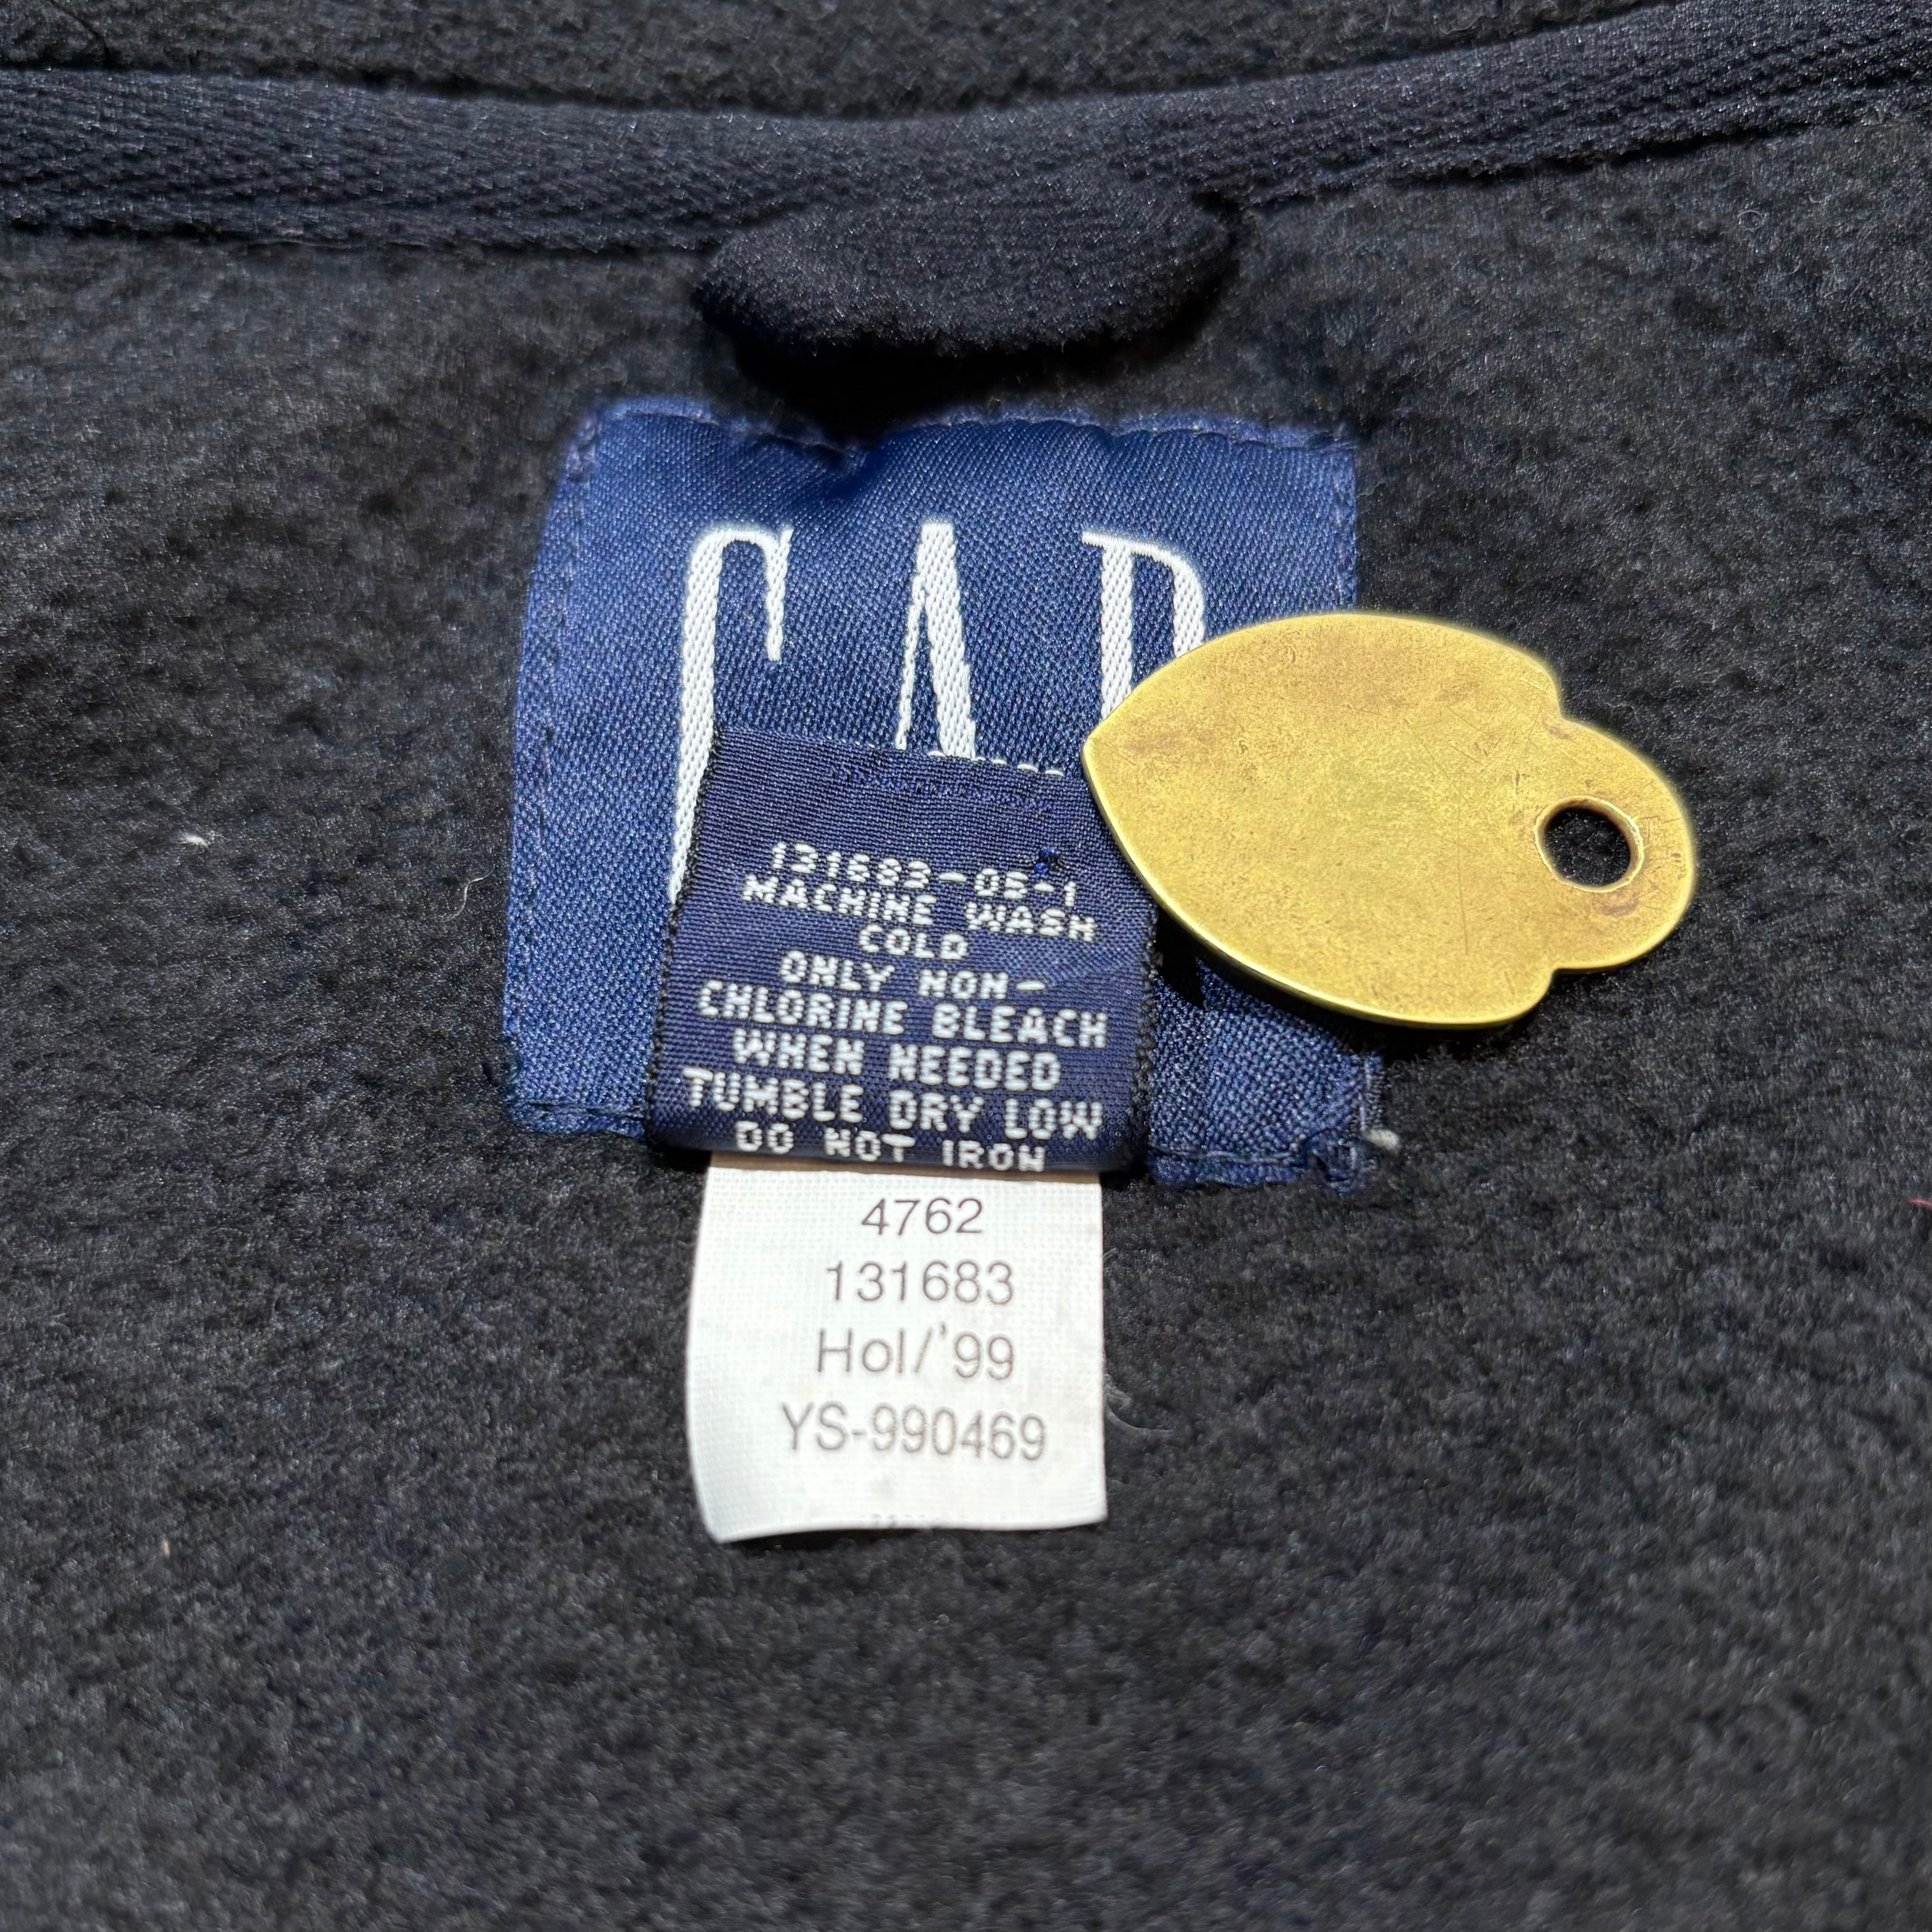 GAP
131683-05-1
MACHINE WASH
COLD
ONLY NON-
CHLORINE BLEACH
WHEN NEEDED
TUMBLE DRY LOW
DO NOT IRON
4762
131683
Hol/'99
YS-990469